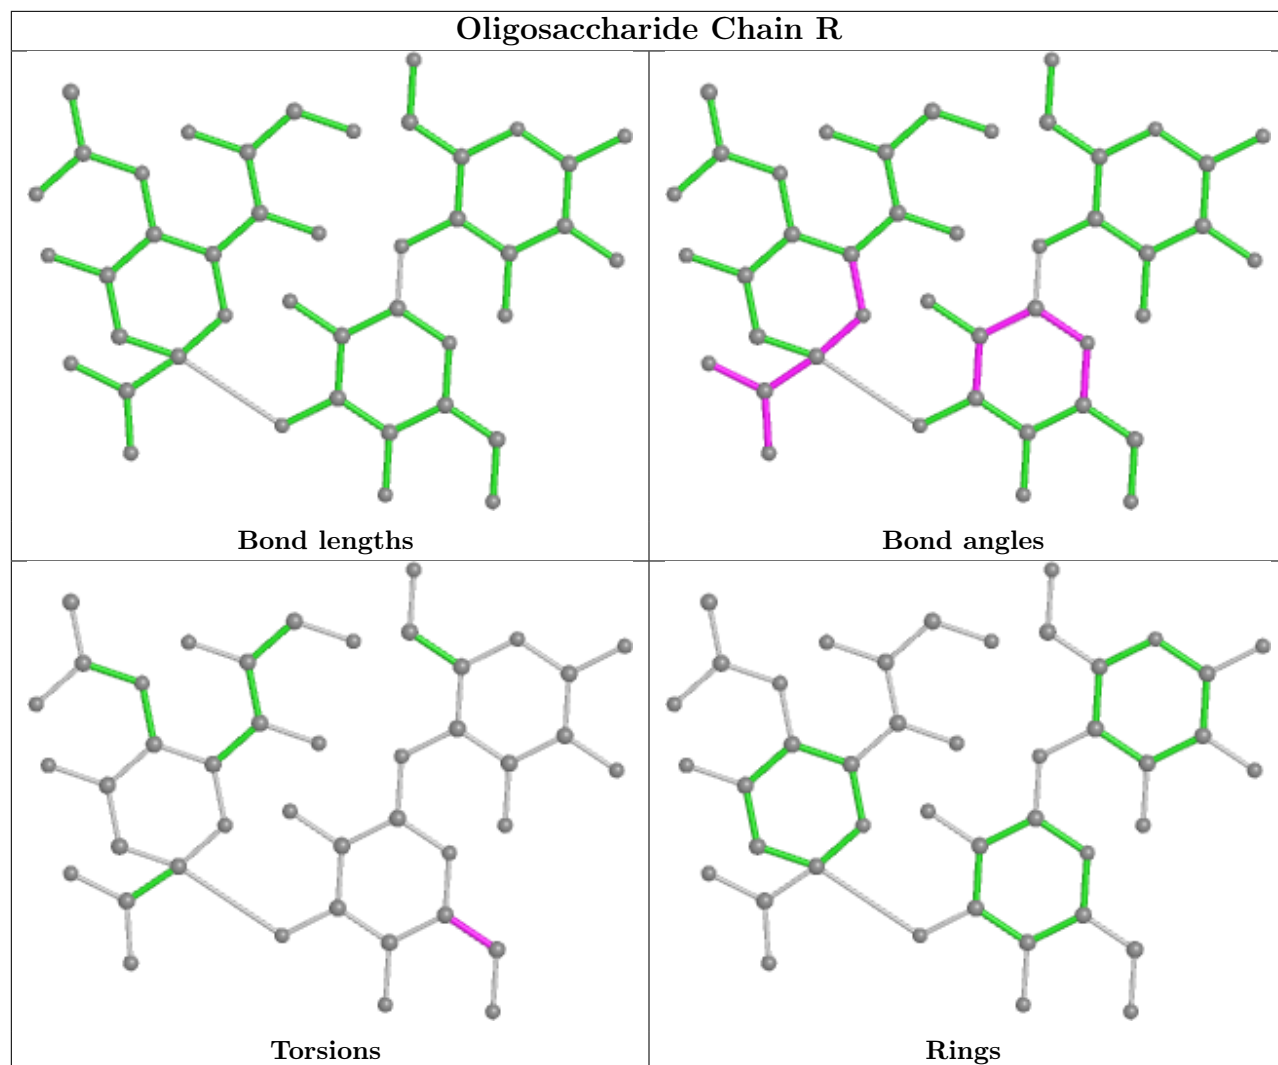 Oligosaccharide Chain R
Bond lengths
Bond angles
Torsions
Rings